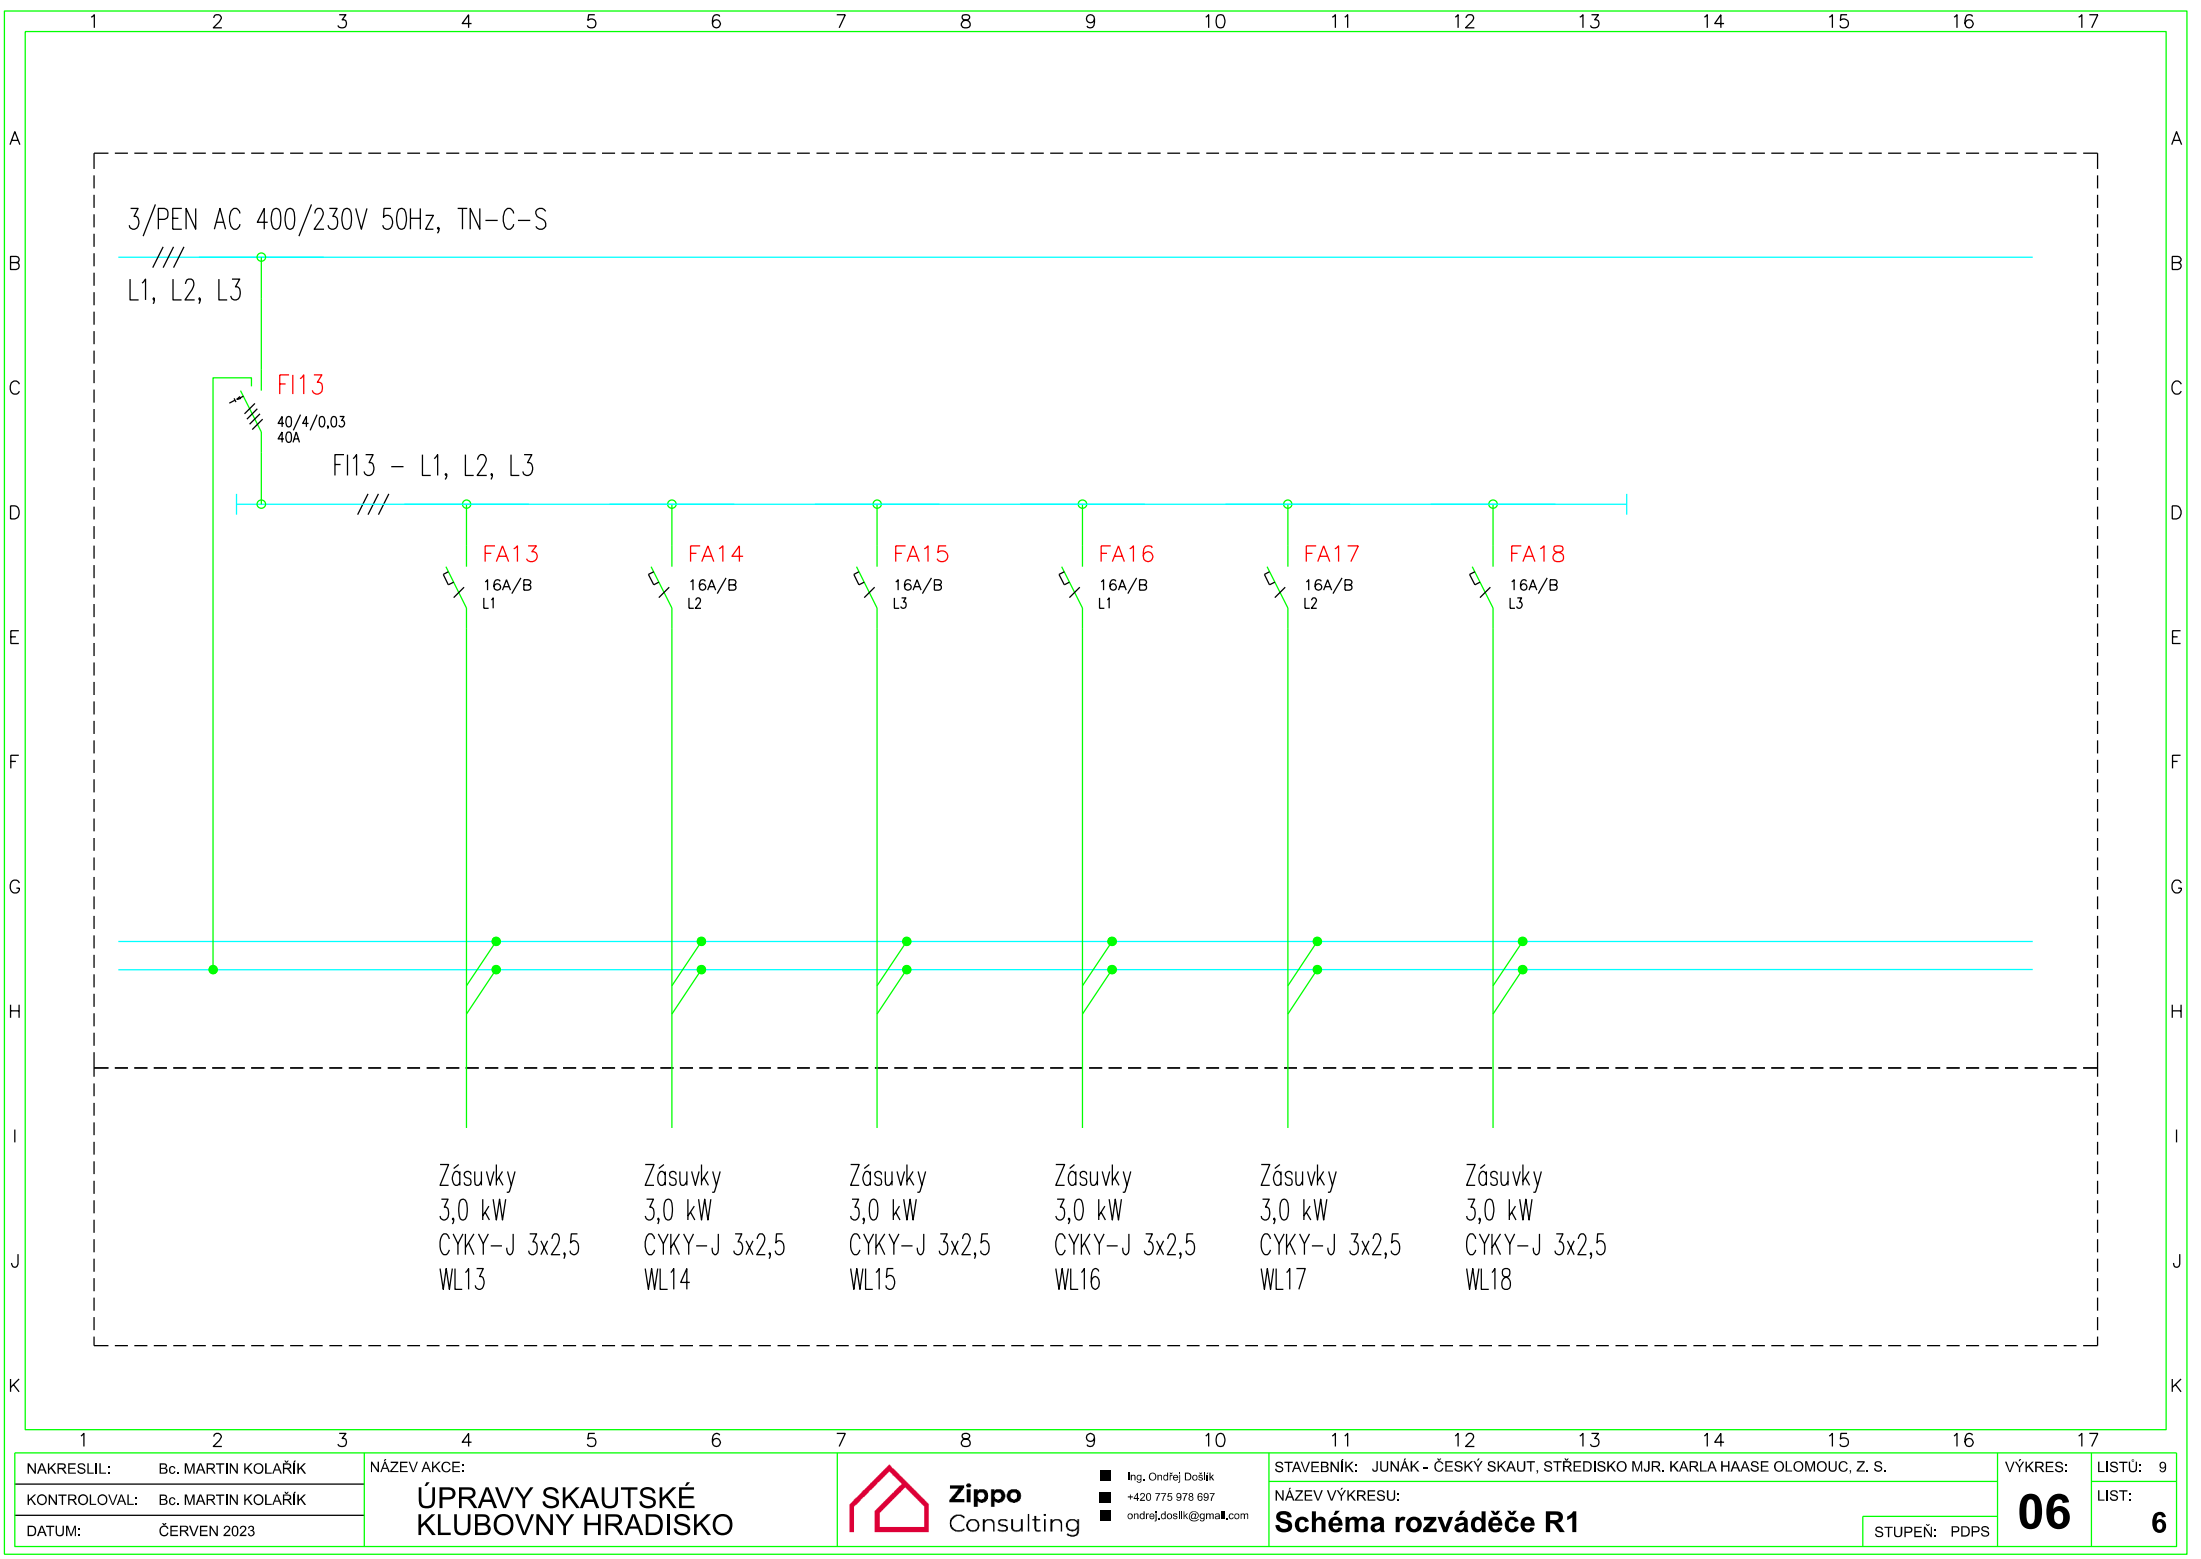 1 2 3 4 5 6 7 8 9 10 11 12 13 14 15 16 17
A A
3/PEN AC 400/230V 50Hz, TN-C-S
B B
L1, L2, L3
C C
FI13
40/4/0,03
40A
FI13 - L1, L2, L3
D D
FA13 FA14 FA15 FA16 FA17 FA18
16A/B 16A/B 16A/B 16A/B 16A/B 16A/B
L1 L2 L3 L1 L2 L3
E E
F F
G G
H H
I I
Zásuvky Zásuvky Zásuvky Zásuvky Zásuvky Zásuvky
3,0 kW 3,0 kW 3,0 kW 3,0 kW 3,0 kW 3,0 kW
CYKY-J 3x2,5 CYKY-J 3x2,5 CYKY-J 3x2,5 CYKY-J 3x2,5 CYKY-J 3x2,5 CYKY-J 3x2,5
J J
WL13 WL14 WL15 WL16 WL17 WL18
K K
1 2 3 4 5 6 7 8 9 10 11 12 13 14 15 16 17
NAKRESLIL: Bc. MARTIN KOLAŘÍK
KONTROLOVAL: Bc. MARTIN KOLAŘÍK
DATUM: ČERVEN 2023
NÁZEV AKCE:
ÚPRAVY SKAUTSKÉ
KLUBOVNY HRADISKO
Zippo
Consulting
Ing. Ondřej Došlík
+420 775 978 697
ondrej.doslik@gmail.com
STAVEBNÍK: JUNÁK - ČESKÝ SKAUT, STŘEDISKO MJR. KARLA HAASE OLOMOUC, Z. S.
NÁZEV VÝKRESU:
Schéma rozváděče R1
STUPEŇ: PDPS
VÝKRES:
06
LISTŮ: 9
LIST:
6